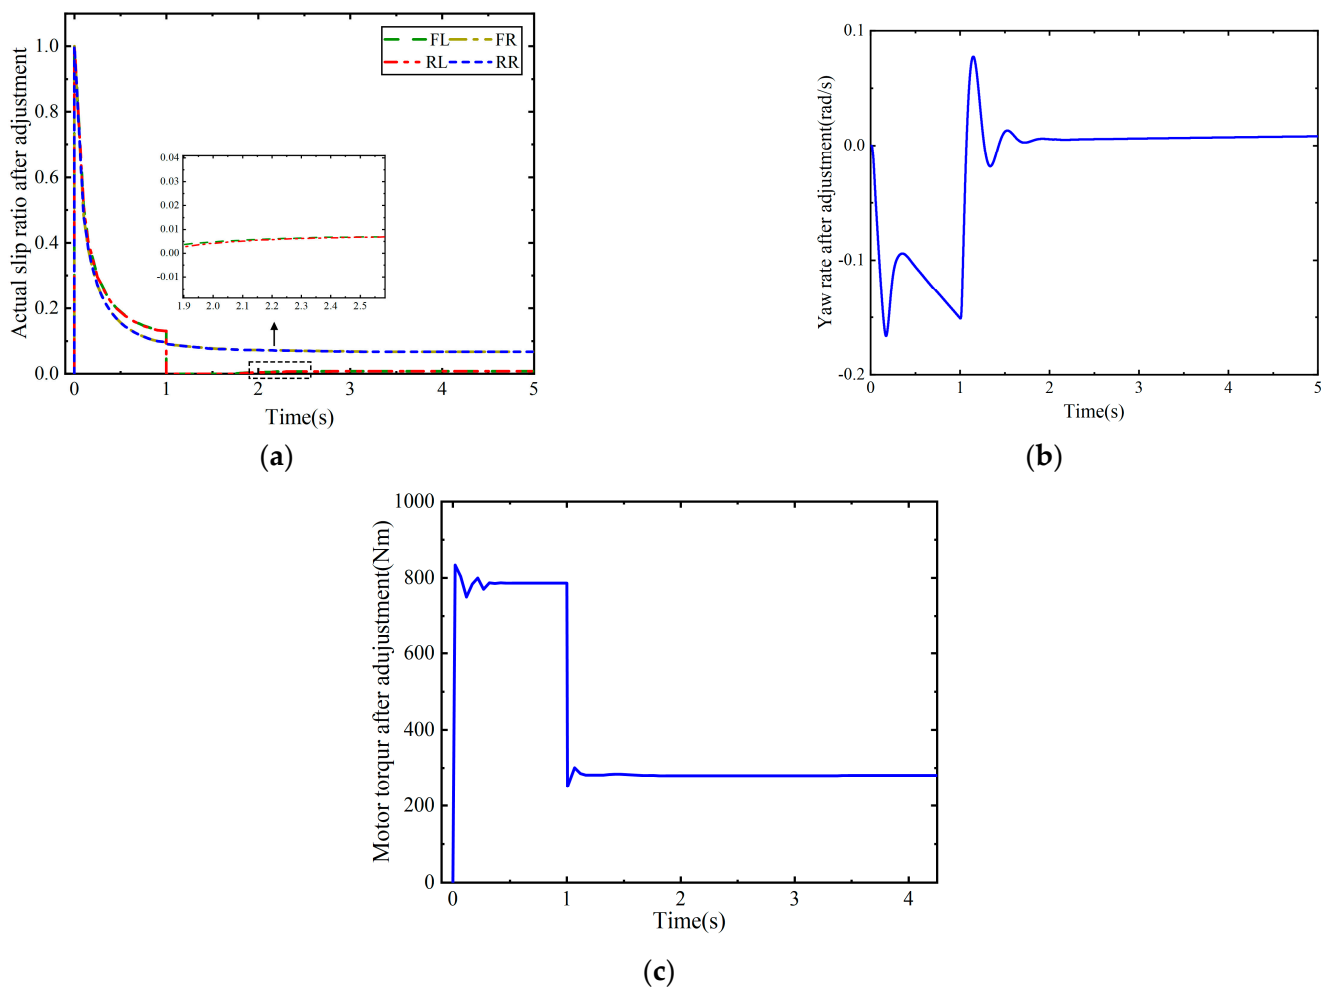 Actual slip ratio after adjustment
1.0
0.8
0.6
0.4
0.2
0.0
FL FR
RL RR
0.04
0.03
0.02
0.01
0.00
-0.01
1.9 2.0 2.1 2.2 2.3 2.4 2.5
0 1 2 3 4 5
Time(s)
(a)
Yaw rate after adjustment(rad/s)
0.1
0.0
-0.1
-0.2
0 1 2 3 4 5
Time(s)
(b)
Motor torqur after adujustment(Nm)
1000
800
600
400
200
0
0 1 2 3 4
Time(s)
(c)